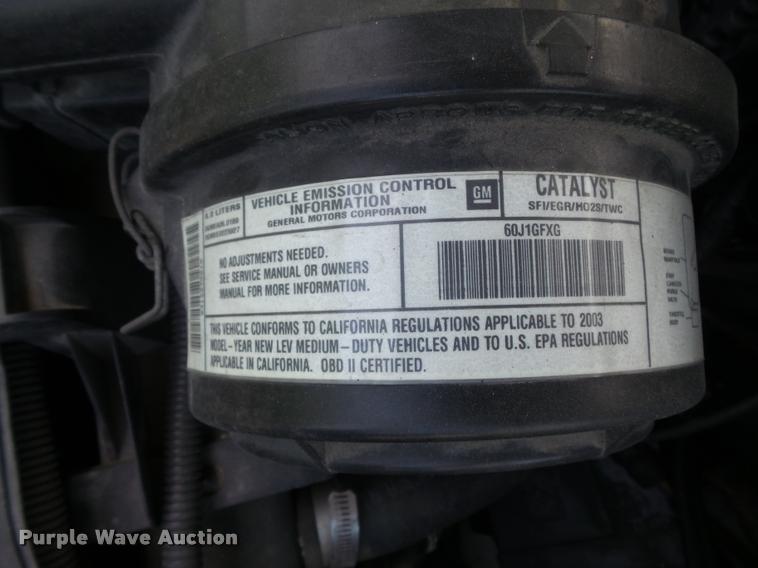 VEHICLE EMISSION CONTROL
INFORMATION
GENERAL MOTORS CORPORATION
GM
CATALYST
SFI/EGR/HO2S/TWC
LITERS
NO ADJUSTMENTS NEEDED.
SEE SERVICE MANUAL OR OWNERS
MANUAL FOR MORE INFORMATION.
60J1GFXG
THIS VEHICLE CONFORMS TO CALIFORNIA REGULATIONS APPLICABLE TO 2003
MODEL-YEAR NEW LEV MEDIUM-DUTY VEHICLES AND TO U.S. EPA REGULATIONS
APPLICABLE IN CALIFORNIA. OBD II CERTIFIED.
Purple Wave Auction